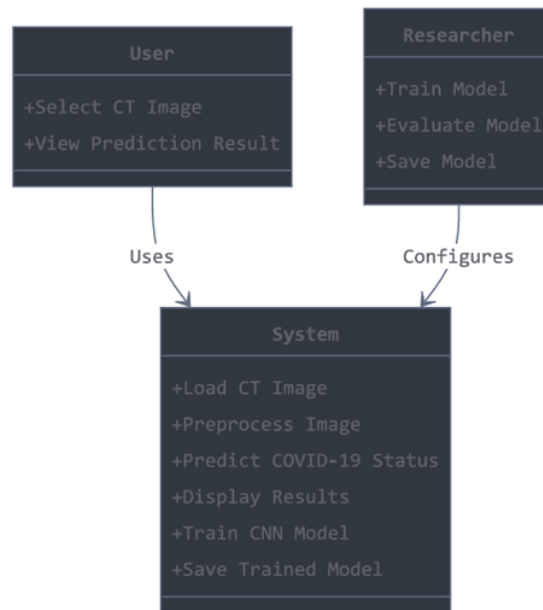 User
+Select CT Image
+View Prediction Result
Researcher
+Train Model
+Evaluate Model
+Save Model
Uses
Configures
System
+Load CT Image
+Preprocess Image
+Predict COVID-19 Status
+Display Results
+Train CNN Model
+Save Trained Model